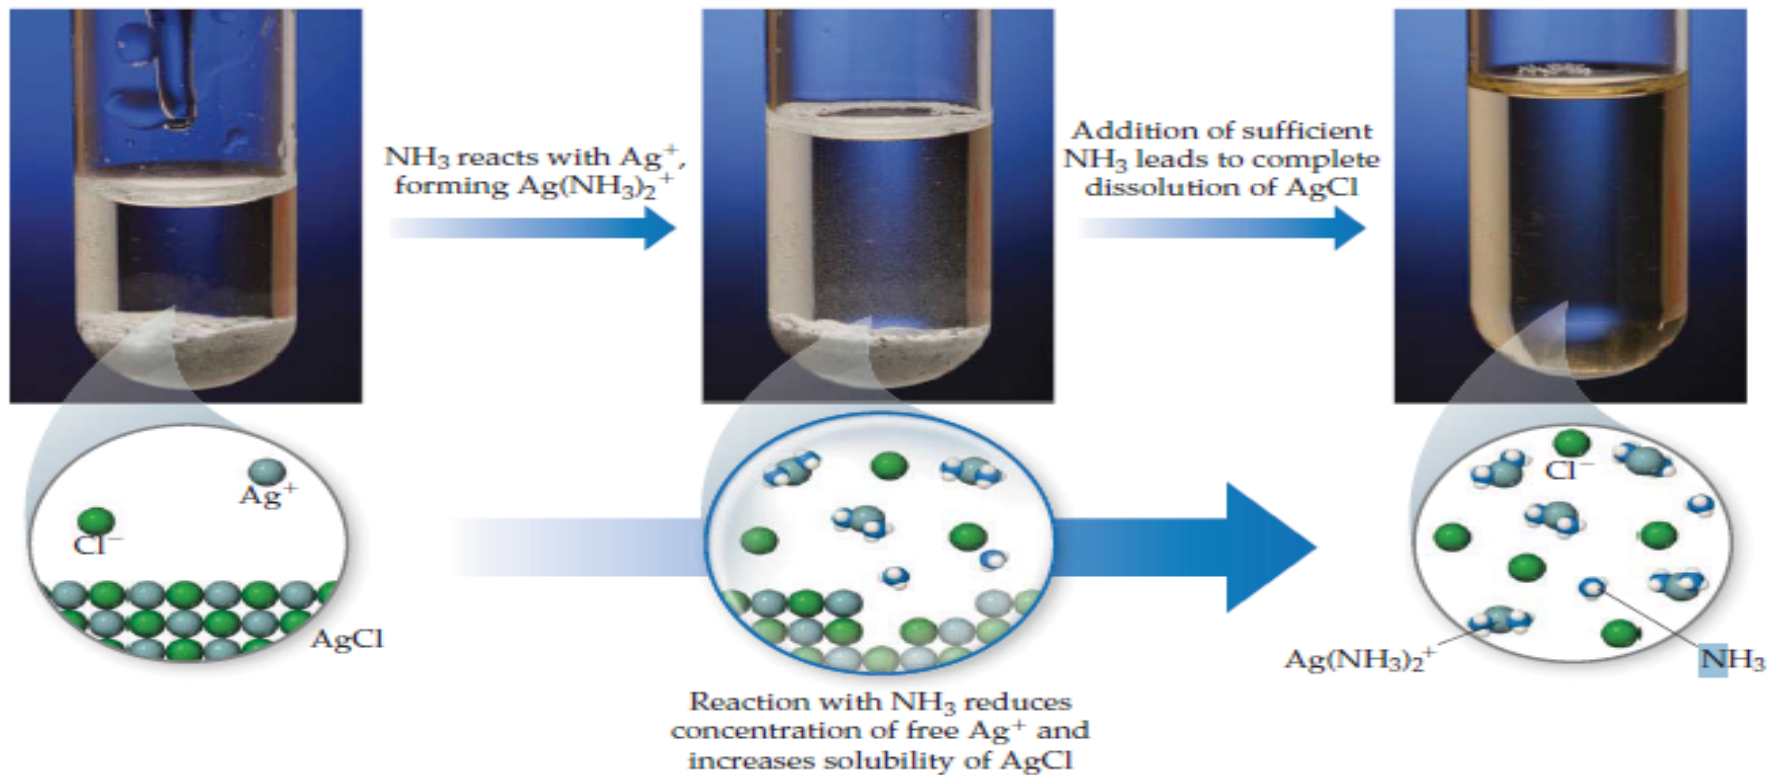 NH₃ reacts with Ag⁺,
forming Ag(NH₃)₂⁺
Addition of sufficient
NH₃ leads to complete
dissolution of AgCl
Ag⁺
Cl⁻
AgCl
Cl⁻
Ag(NH₃)₂⁺
NH₃
Reaction with NH₃ reduces
concentration of free Ag⁺ and
increases solubility of AgCl